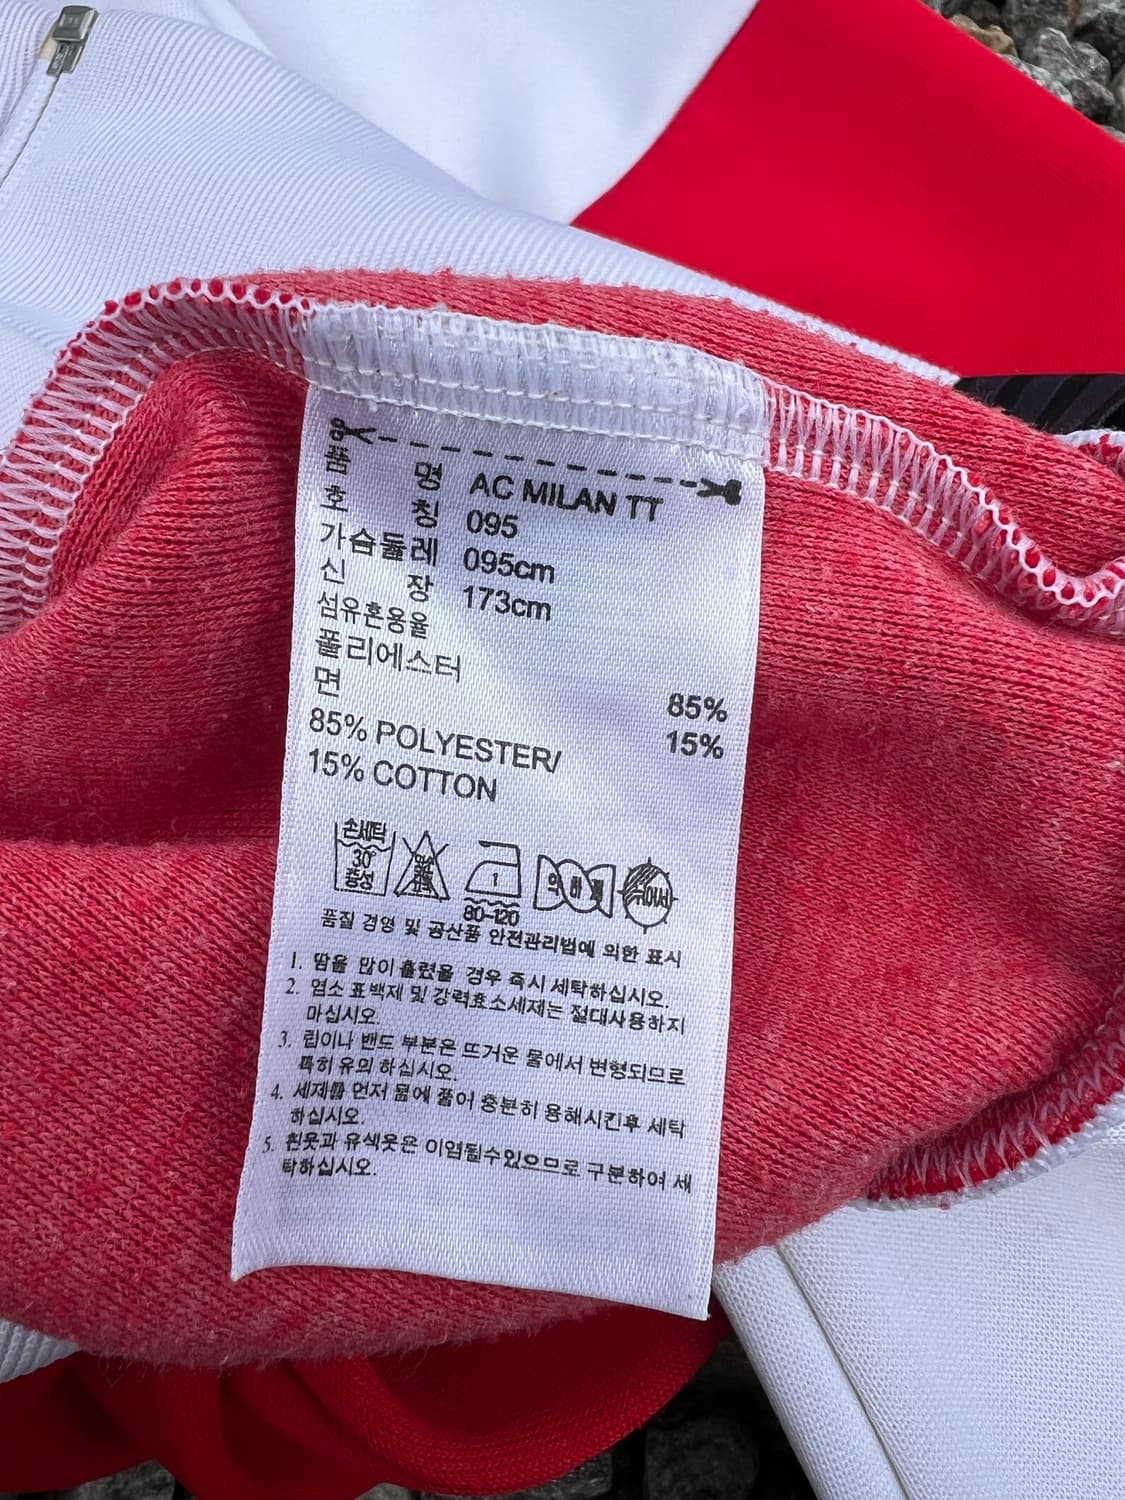 품 명 AC MILAN TT
호 칭 095
가슴둘레 095cm
신 장 173cm
섬유혼용율
폴리에스터 85%
면 15%
85% POLYESTER/
15% COTTON
손세탁
30°
중성
1
80-120
품질 경영 및 공산품 안전관리법에 의한 표시
1. 땀을 많이 흘렸을 경우 즉시 세탁하십시오.
2. 염소 표백제 및 강력효소세제는 절대사용하지
마십시오.
3. 립이나 밴드 부분은 뜨거운 물에서 변형되므로
특히 유의 하십시오.
4. 세제를 먼저 물에 풀어 충분히 용해시킨후 세탁
하십시오.
5. 흰옷과 유색옷은 이염될수있으므로 구분하여 세
탁하십시오.